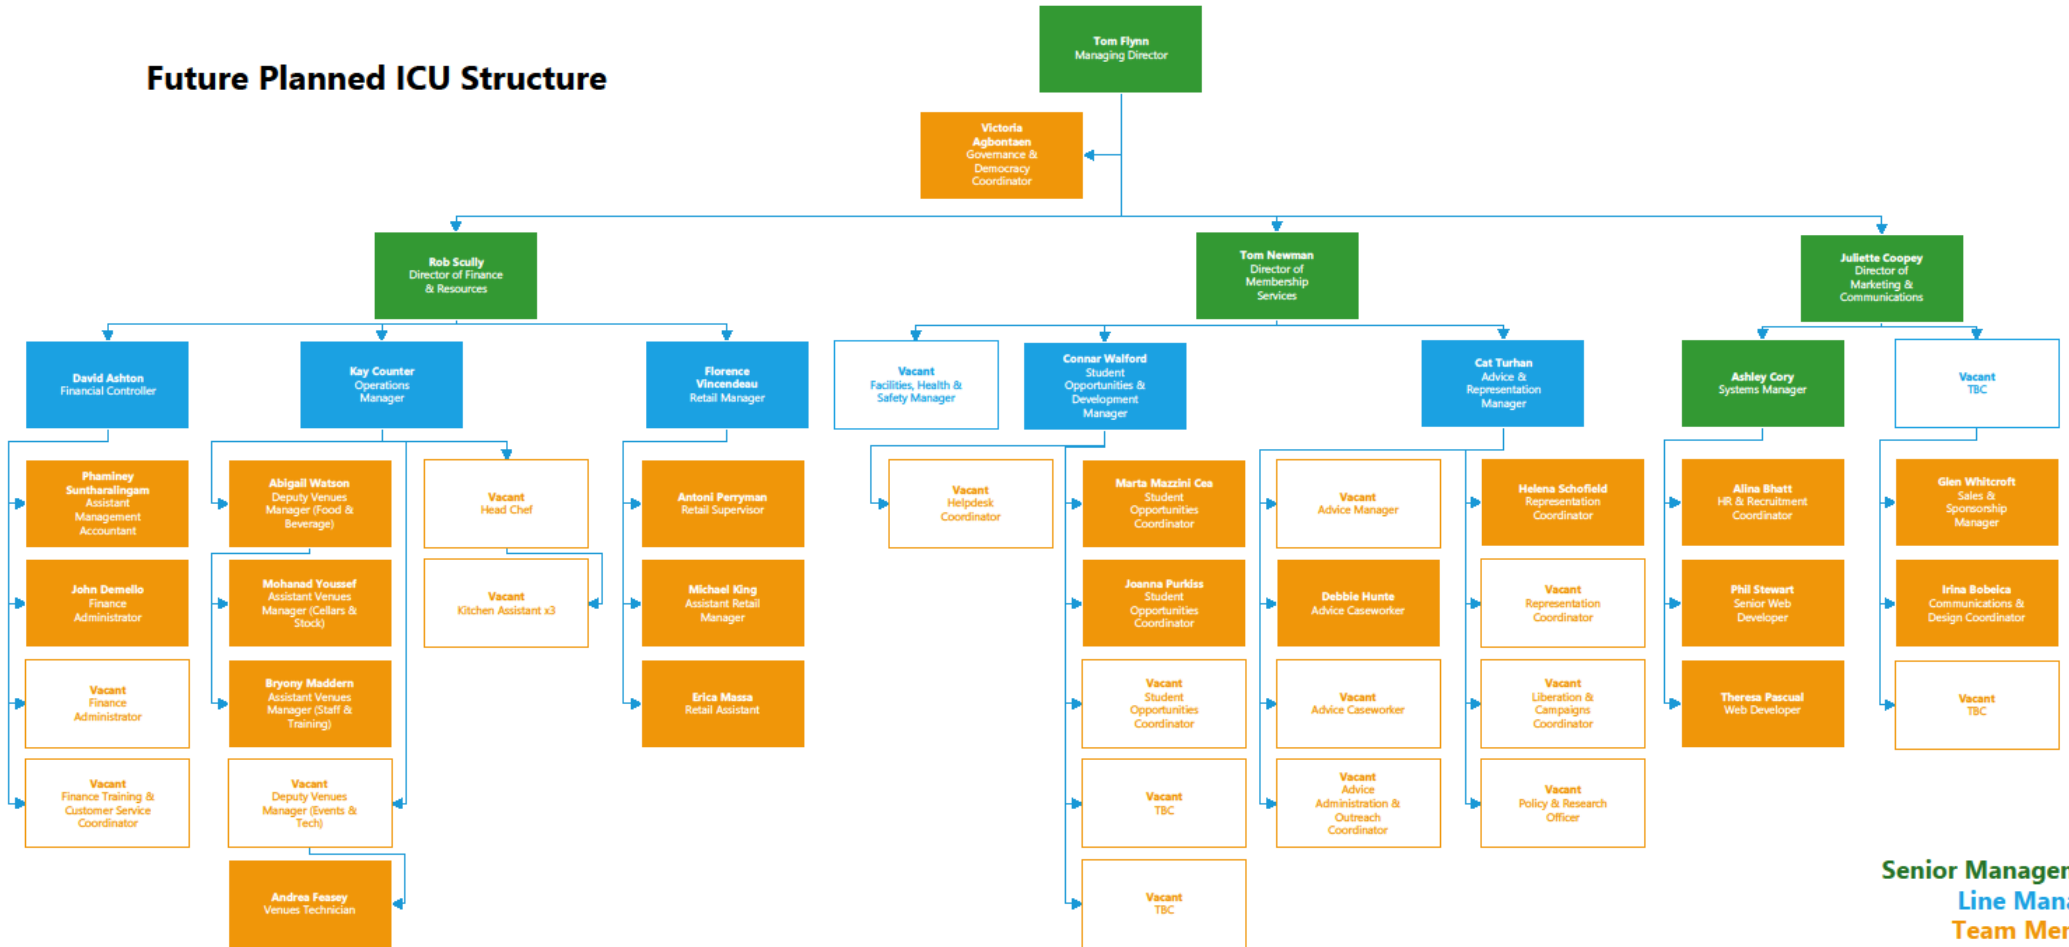 Future Planned ICU Structure
Tom Flynn
Managing Director
Victoria
Agbontaen
Governance &
Democracy
Coordinator
Rob Scully
Director of Finance
& Resources
Tom Newman
Director of
Membership
Services
Juliette Coopey
Director of
Marketing &
Communications
David Ashton
Financial Controller
Kay Counter
Operations
Manager
Florence
Vincendeau
Retail Manager
Vacant
Facilities, Health &
Safety Manager
Connar Walford
Student
Opportunities &
Development
Manager
Cat Turhan
Advice &
Representation
Manager
Ashley Cory
Systems Manager
Vacant
TBC
Phaminey
Suntharalingam
Assistant
Management
Accountant
Abigail Watson
Deputy Venues
Manager (Food &
Beverage)
Vacant
Head Chef
Antoni Perryman
Retail Supervisor
Vacant
Helpdesk
Coordinator
Marta Mazzini Cea
Student
Opportunities
Coordinator
Vacant
Advice Manager
Helena Schofield
Representation
Coordinator
Alina Bhatt
HR & Recruitment
Coordinator
Glen Whitcroft
Sales &
Sponsorship
Manager
John Demello
Finance
Administrator
Mohanad Youssef
Assistant Venues
Manager (Cellars &
Stock)
Vacant
Kitchen Assistant x3
Michael King
Assistant Retail
Manager
Joanna Purkiss
Student
Opportunities
Coordinator
Debbie Hunte
Advice Caseworker
Vacant
Representation
Coordinator
Phil Stewart
Senior Web
Developer
Irina Bobeica
Communications &
Design Coordinator
Vacant
Finance
Administrator
Bryony Maddern
Assistant Venues
Manager (Staff &
Training)
Erica Massa
Retail Assistant
Vacant
Student
Opportunities
Coordinator
Vacant
Advice Caseworker
Vacant
Liberation &
Campaigns
Coordinator
Theresa Pascual
Web Developer
Vacant
TBC
Vacant
Finance Training &
Customer Service
Coordinator
Vacant
Deputy Venues
Manager (Events &
Tech)
Vacant
TBC
Vacant
Advice
Administration &
Outreach
Coordinator
Vacant
Policy & Research
Officer
Andrea Feasey
Venues Technician
Vacant
TBC
Senior
Line
Team